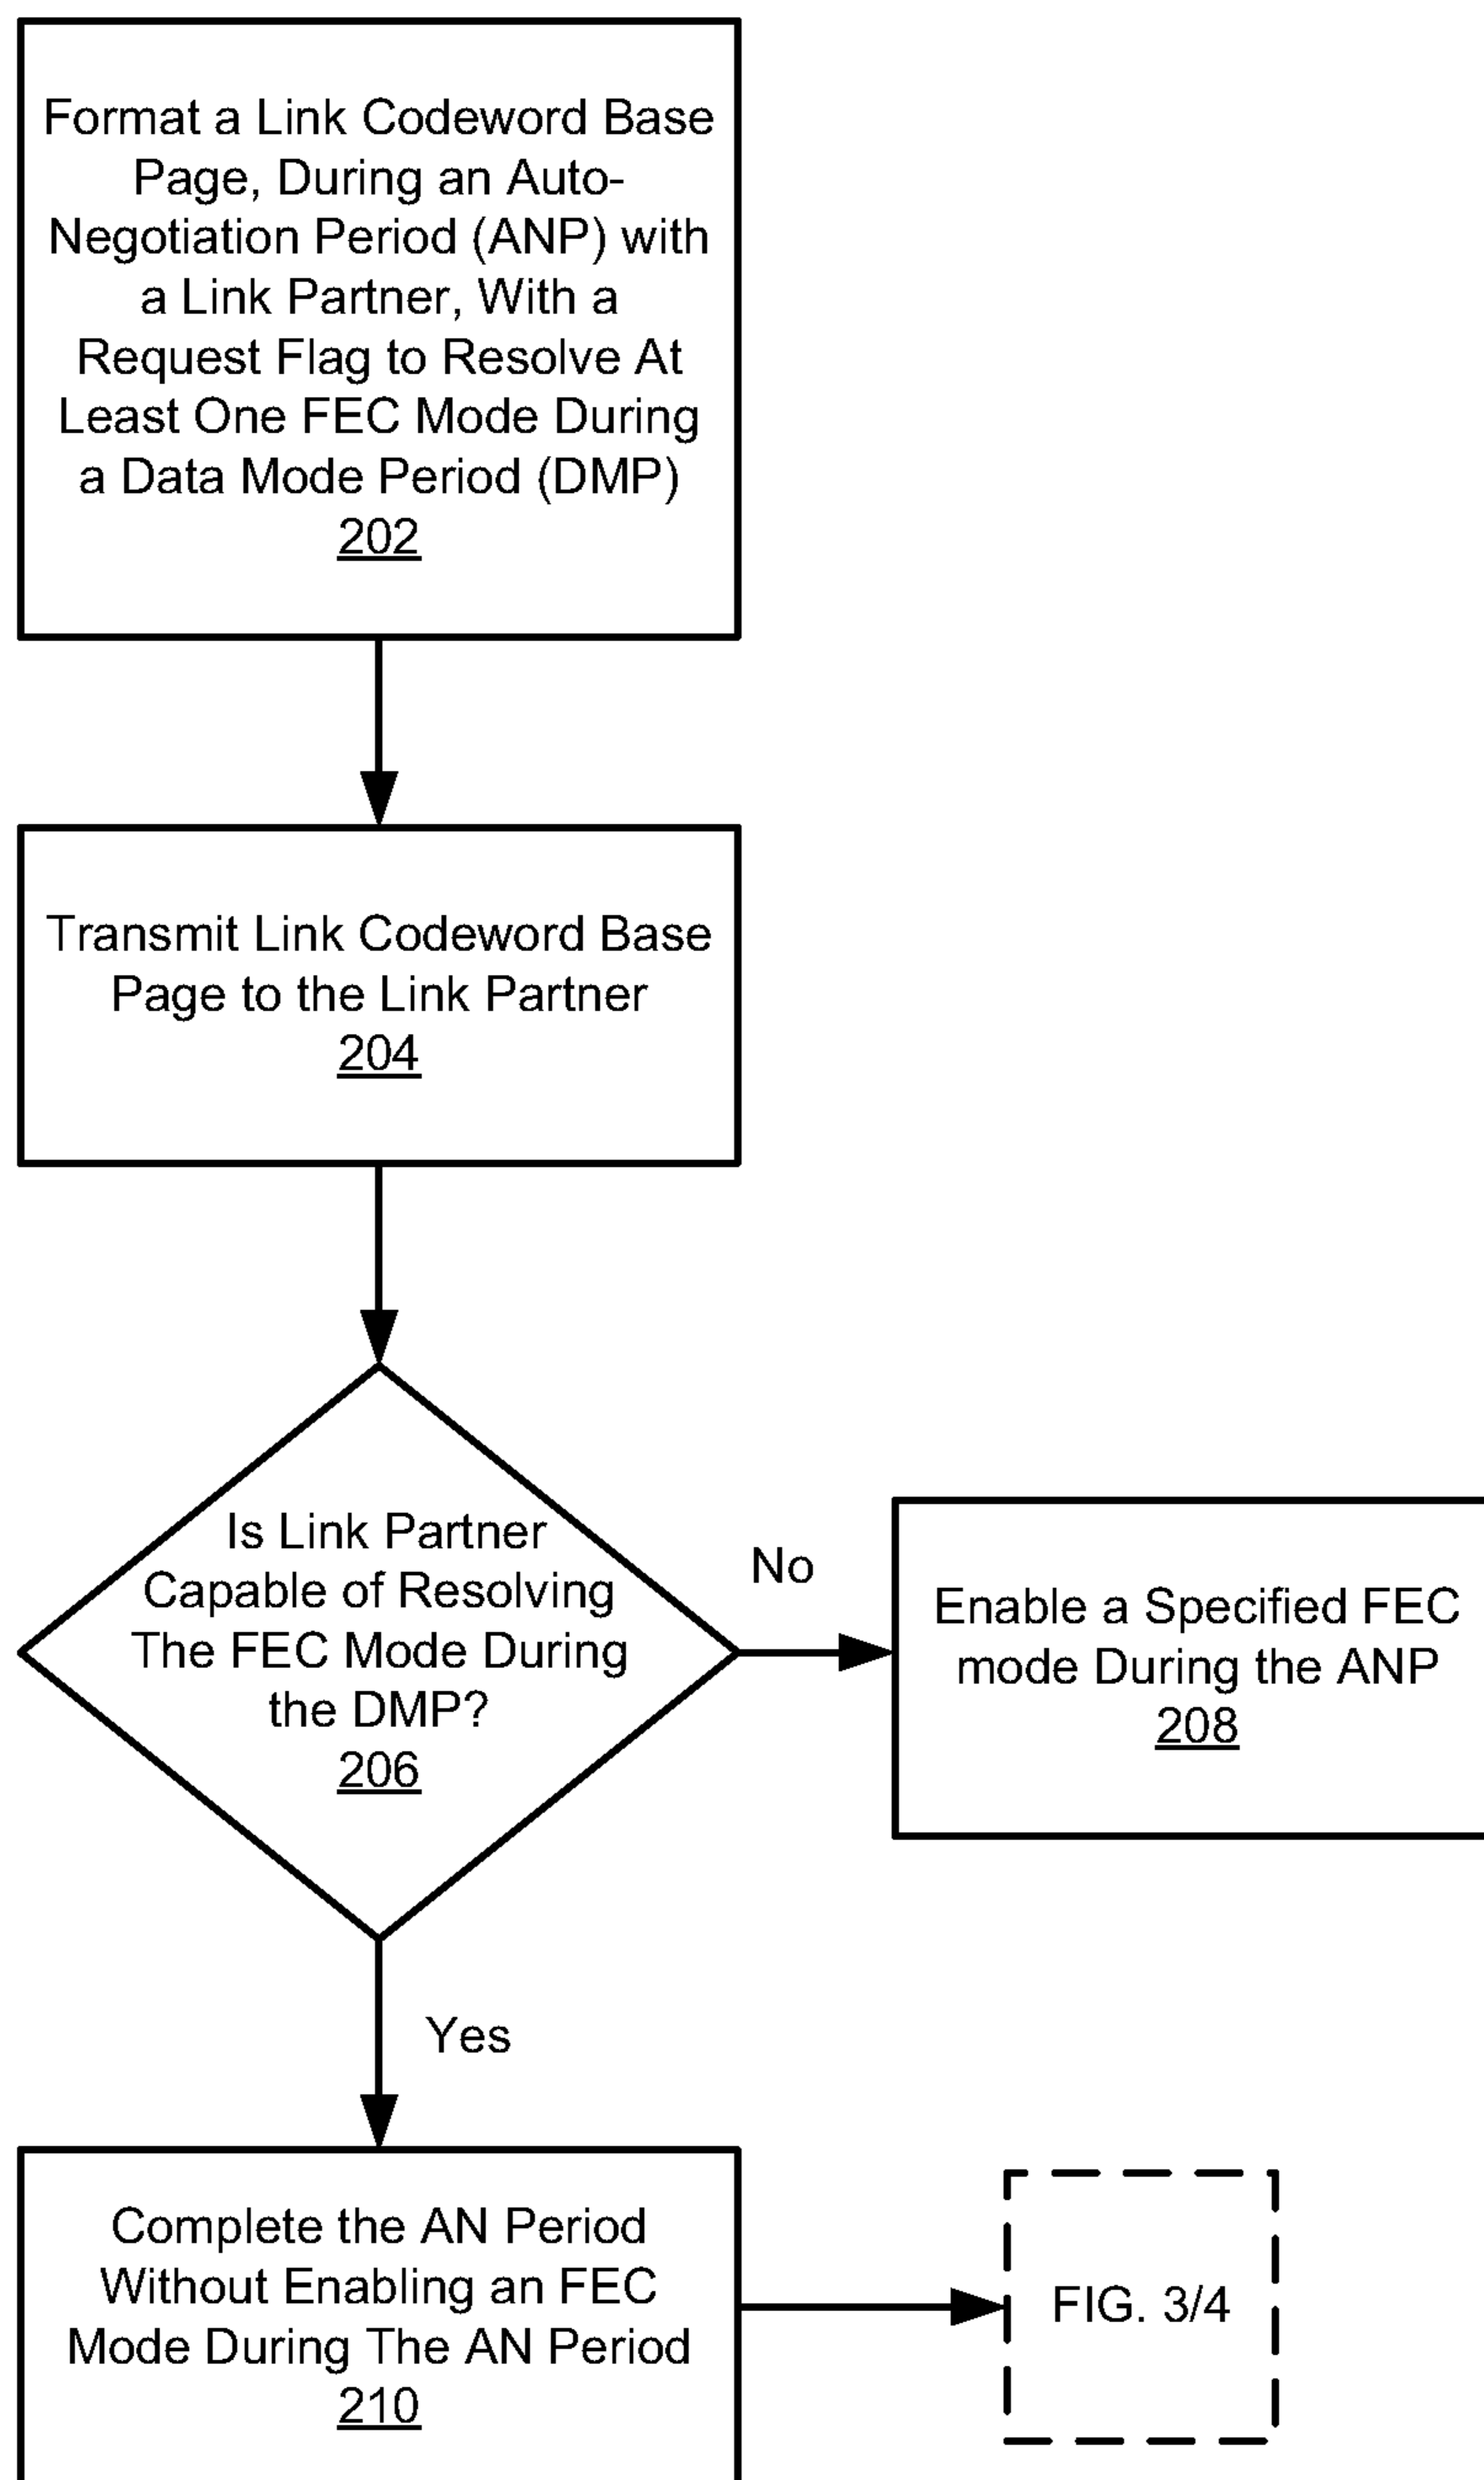 Format a Link Codeword Base
Page, During an Auto-
Negotiation Period (ANP) with
a Link Partner, With a
Request Flag to Resolve At
Least One FEC Mode During
a Data Mode Period (DMP)
202
Transmit Link Codeword Base
Page to the Link Partner
204
Is Link Partner
Capable of Resolving
The FEC Mode During
the DMP?
206
No
Enable a Specified FEC
mode During the ANP
208
Yes
Complete the AN Period
Without Enabling an FEC
Mode During The AN Period
210
FIG. 3/4